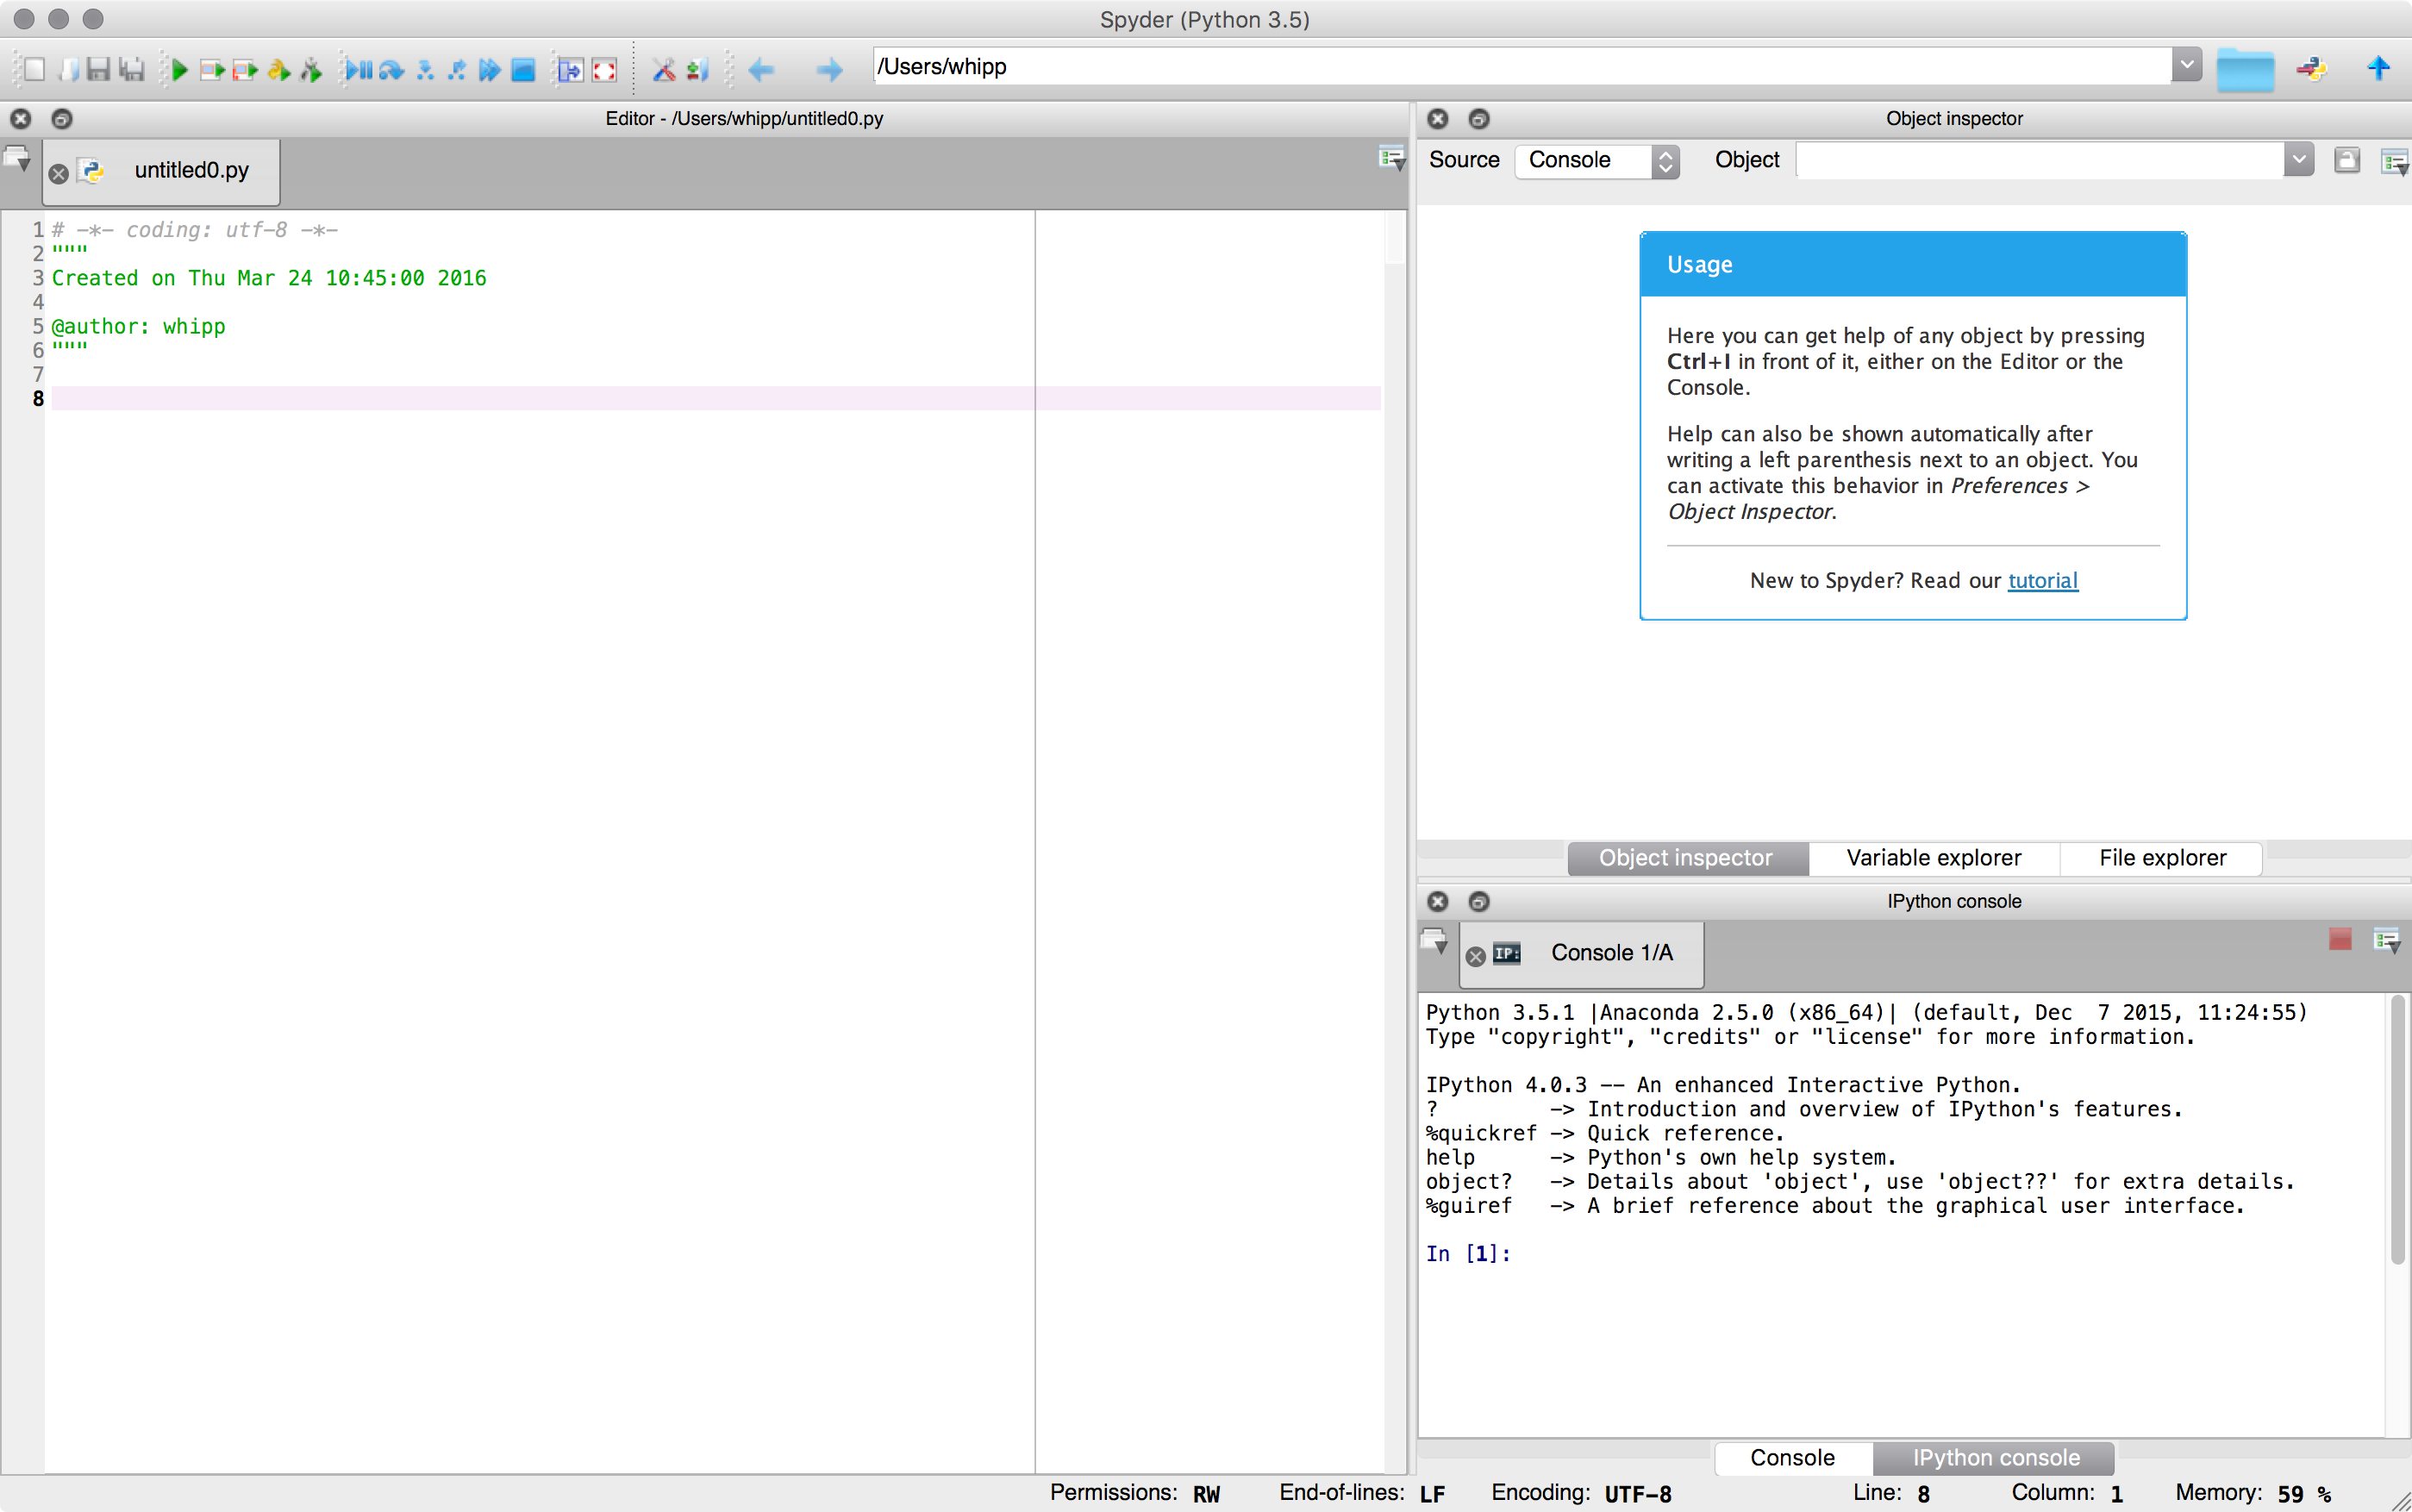 Spyder (Python 3.5)
/Users/whipp
Editor - /Users/whipp/untitled0.py
untitled0.py
1 # -*- coding: utf-8 -*-
2 """
3 Created on Thu Mar 24 10:45:00 2016
4
5 @author: whipp
6 """
7
8
Object inspector
Source Console Object
Usage
Here you can get help of any object by pressing
Ctrl+I in front of it, either on the Editor or the
Console.
Help can also be shown automatically after
writing a left parenthesis next to an object. You
can activate this behavior in Preferences >
Object Inspector.
New to Spyder? Read our tutorial
Object inspector Variable explorer File explorer
IPython console
IP: Console 1/A
Python 3.5.1 |Anaconda 2.5.0 (x86_64)| (default, Dec  7 2015, 11:24:55)
Type "copyright", "credits" or "license" for more information.
IPython 4.0.3 -- An enhanced Interactive Python.
?         -> Introduction and overview of IPython's features.
%quickref -> Quick reference.
help      -> Python's own help system.
object?   -> Details about 'object', use 'object??' for extra details.
%guiref   -> A brief reference about the graphical user interface.
In [1]:
Console IPython console
Permissions: RW End-of-lines: LF Encoding: UTF-8 Line: 8 Column: 1 Memory: 59 %